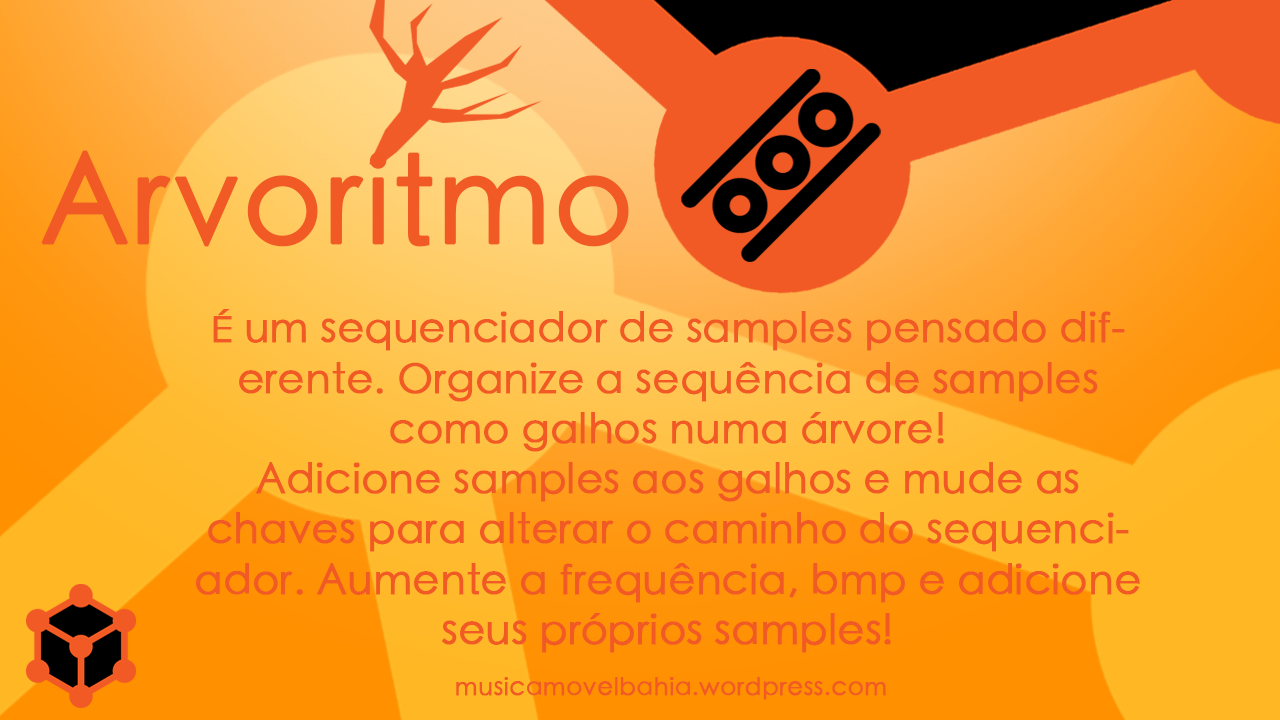 Arvoritmo
É um sequenciador de samples pensado dif-
erente. Organize a sequência de samples
como galhos numa árvore!
Adicione samples aos galhos e mude as
chaves para alterar o caminho do sequenci-
ador. Aumente a frequência, bmp e adicione
seus próprios samples!
musicamovelbahia.wordpress.com